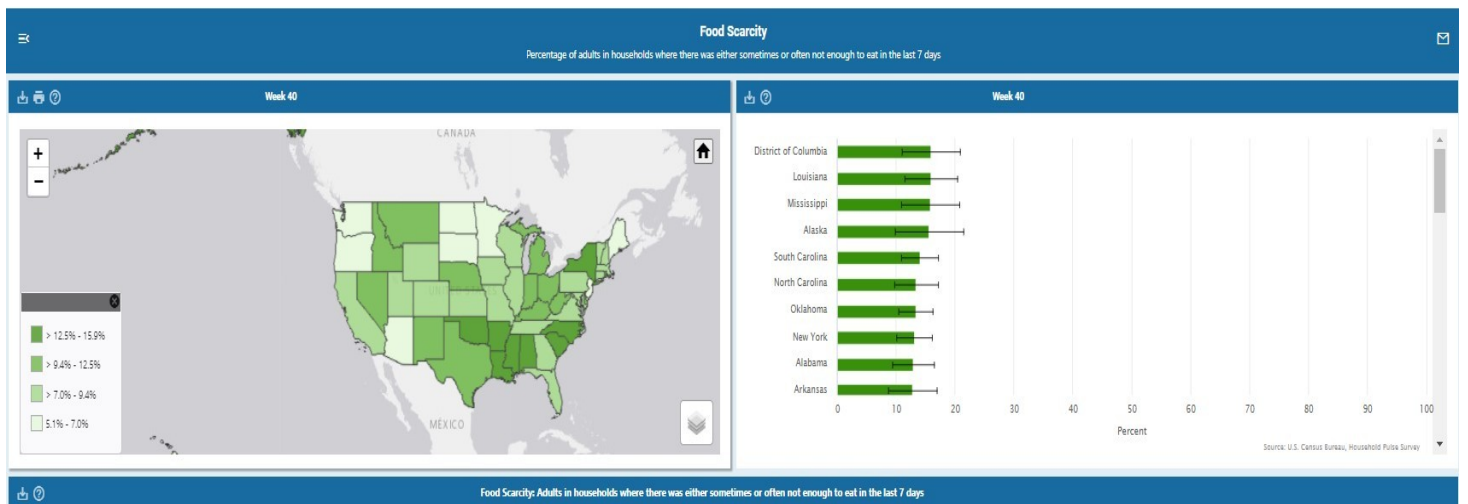 Food Scarcity
Percentage of adults in households where there was either sometimes or often not enough to eat in the last 7 days
Week 40
CANADA
+
−
MÉXICO
> 12.5% - 15.9%
> 9.4% - 12.5%
> 7.0% - 9.4%
5.1% - 7.0%
Week 40
District of Columbia
Louisiana
Mississippi
Alaska
South Carolina
North Carolina
Oklahoma
New York
Alabama
Arkansas
0 10 20 30 40 50 60 70 80 90 100
Percent
Source: U.S. Census Bureau, Household Pulse Survey
Food Scarcity: Adults in households where there was either sometimes or often not enough to eat in the last 7 days